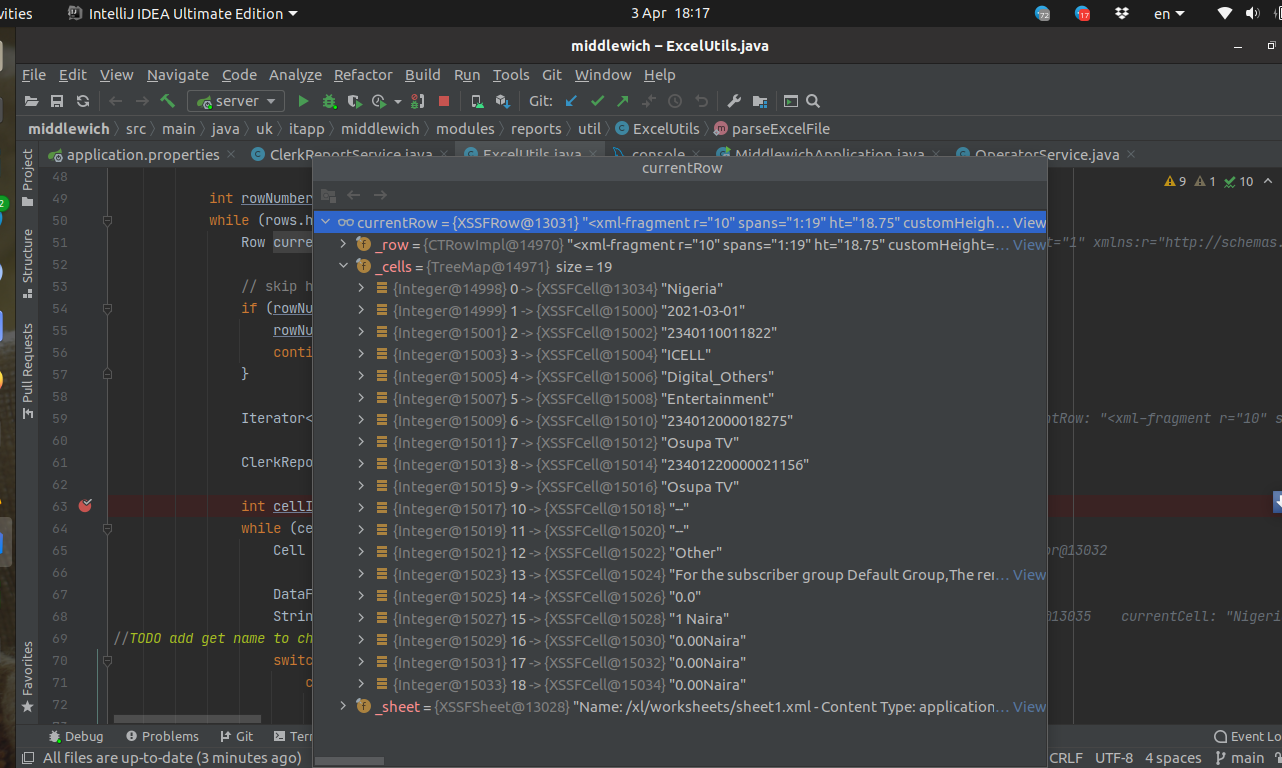 vities IntelliJ IDEA Ultimate Edition 3 Apr 18:17 72 17 en
middlewich – ExcelUtils.java
File Edit View Navigate Code Analyze Refactor Build Run Tools Git Window Help
server Git:
middlewich src main java uk itapp middlewich modules reports util ExcelUtils parseExcelFile
application.properties ClerkReportService.java ExcelUtils.java console MiddlewichApplication.java OperatorService.java
currentRow
Project
Structure
Pull Requests
Favorites
9 1 10
48
49 int rowNumber
50 while (rows.h
51 Row curre
52
53 // skip h
54 if (rowNu
55 rowNu
56 conti
57 }
58
59 Iterator<
60
61 ClerkRepo
62
63 int cellI
64 while (ce
65 Cell
66
67 DataF
68 Strin
69 //TODO add get name to ch
70 switc
71 c
72
currentRow = {XSSFRow@13031} "<xml-fragment r="10" spans="1:19" ht="18.75" customHeigh... View
_row = {CTRowImpl@14970} "<xml-fragment r="10" spans="1:19" ht="18.75" customHeight=... View
_cells = {TreeMap@14971} size = 19
{Integer@14998} 0 -> {XSSFCell@13034} "Nigeria"
{Integer@14999} 1 -> {XSSFCell@15000} "2021-03-01"
{Integer@15001} 2 -> {XSSFCell@15002} "2340110011822"
{Integer@15003} 3 -> {XSSFCell@15004} "ICELL"
{Integer@15005} 4 -> {XSSFCell@15006} "Digital_Others"
{Integer@15007} 5 -> {XSSFCell@15008} "Entertainment"
{Integer@15009} 6 -> {XSSFCell@15010} "234012000018275"
{Integer@15011} 7 -> {XSSFCell@15012} "Osupa TV"
{Integer@15013} 8 -> {XSSFCell@15014} "23401220000021156"
{Integer@15015} 9 -> {XSSFCell@15016} "Osupa TV"
{Integer@15017} 10 -> {XSSFCell@15018} "--"
{Integer@15019} 11 -> {XSSFCell@15020} "--"
{Integer@15021} 12 -> {XSSFCell@15022} "Other"
{Integer@15023} 13 -> {XSSFCell@15024} "For the subscriber group Default Group,The rer... View
{Integer@15025} 14 -> {XSSFCell@15026} "0.0"
{Integer@15027} 15 -> {XSSFCell@15028} "1 Naira"
{Integer@15029} 16 -> {XSSFCell@15030} "0.00Naira"
{Integer@15031} 17 -> {XSSFCell@15032} "0.00Naira"
{Integer@15033} 18 -> {XSSFCell@15034} "0.00Naira"
_sheet = {XSSFSheet@13028} "Name: /xl/worksheets/sheet1.xml - Content Type: application... View
t="1" xmlns:r="http://schemas.
ntRow: "<xml-fragment r="10" s
or@13032
@13035 currentCell: "Nigeri
Debug Problems Git Tern Event Lo
All files are up-to-date (3 minutes ago) CRLF UTF-8 4 spaces main